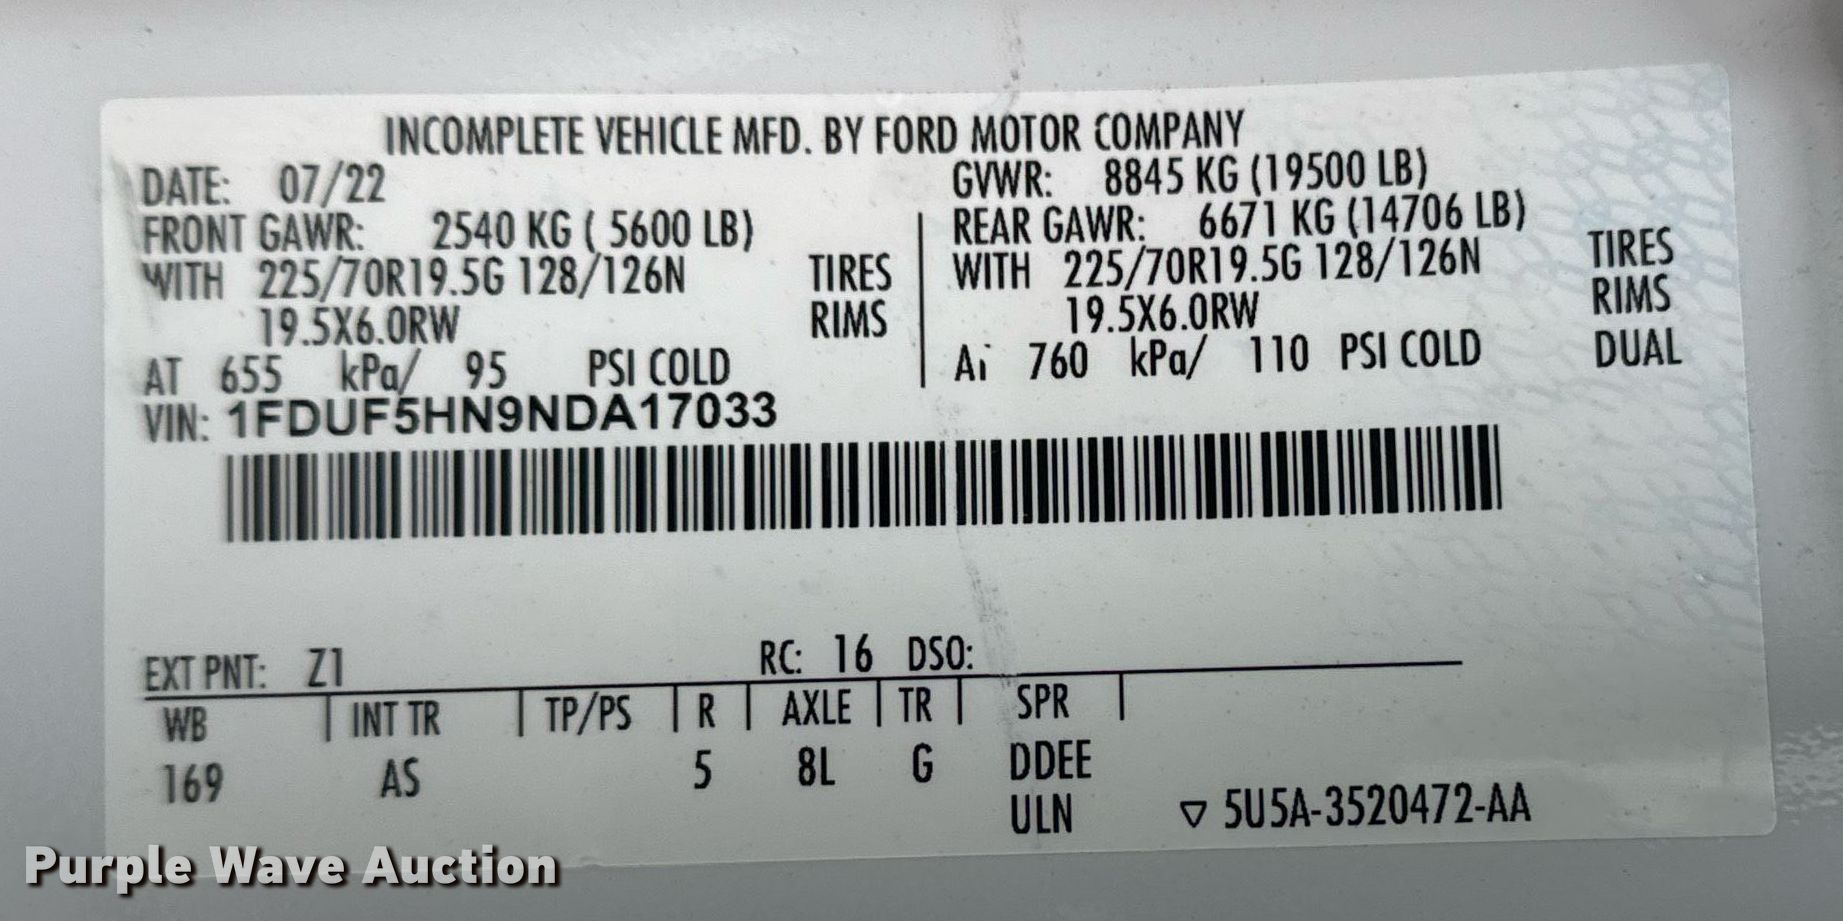 INCOMPLETE VEHICLE MFD. BY FORD MOTOR COMPANY
DATE: 07/22
GVWR: 8845 KG (19500 LB)
FRONT GAWR: 2540 KG ( 5600 LB)
REAR GAWR: 6671 KG (14706 LB)
WITH 225/70R19.5G 128/126N TIRES
WITH 225/70R19.5G 128/126N TIRES
19.5X6.0RW RIMS
19.5X6.0RW RIMS
AT 655 kPa/ 95 PSI COLD
AT 760 kPa/ 110 PSI COLD DUAL
VIN: 1FDUF5HN9NDA17033
EXT PNT: Z1 RC: 16 DSO:
WB | INT TR | TP/PS | R | AXLE | TR | SPR |
169 AS 5 8L G DDEE
ULN ▽ 5U5A-3520472-AA
Purple Wave Auction